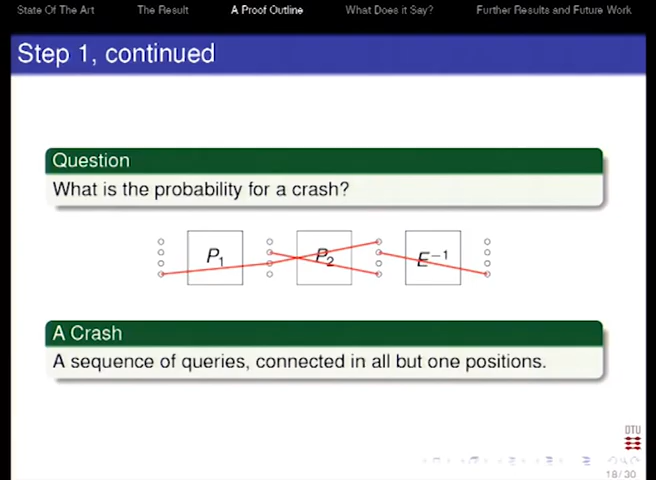 State Of The Art The Result A Proof Outline What Does it Say? Further Results and Future Work
Step 1, continued
Question
What is the probability for a crash?
P1 P2 E−1
A Crash
A sequence of queries, connected in all but one positions.
DTU
18/30